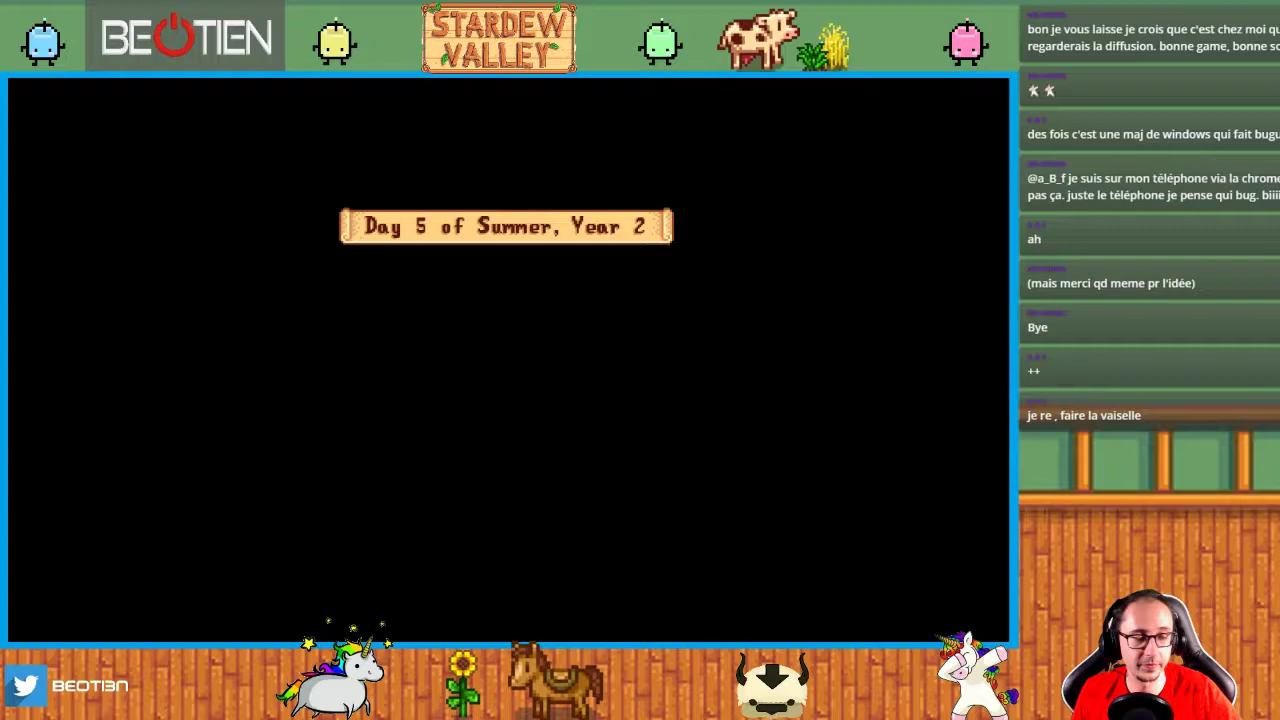 BEOTIEN
STARDEW
VALLEY
Day 5 of Summer, Year 2
bon je vous laisse je crois que c'est chez moi qu
regarderais la diffusion. bonne game, bonne so
des fois c'est une maj de windows qui fait bugu
@a_B_f je suis sur mon téléphone via la chrome
pas ça. juste le téléphone je pense qui bug. biiii
ah
(mais merci qd meme pr l'idée)
Bye
++
je re , faire la vaiselle
BEOTI3N